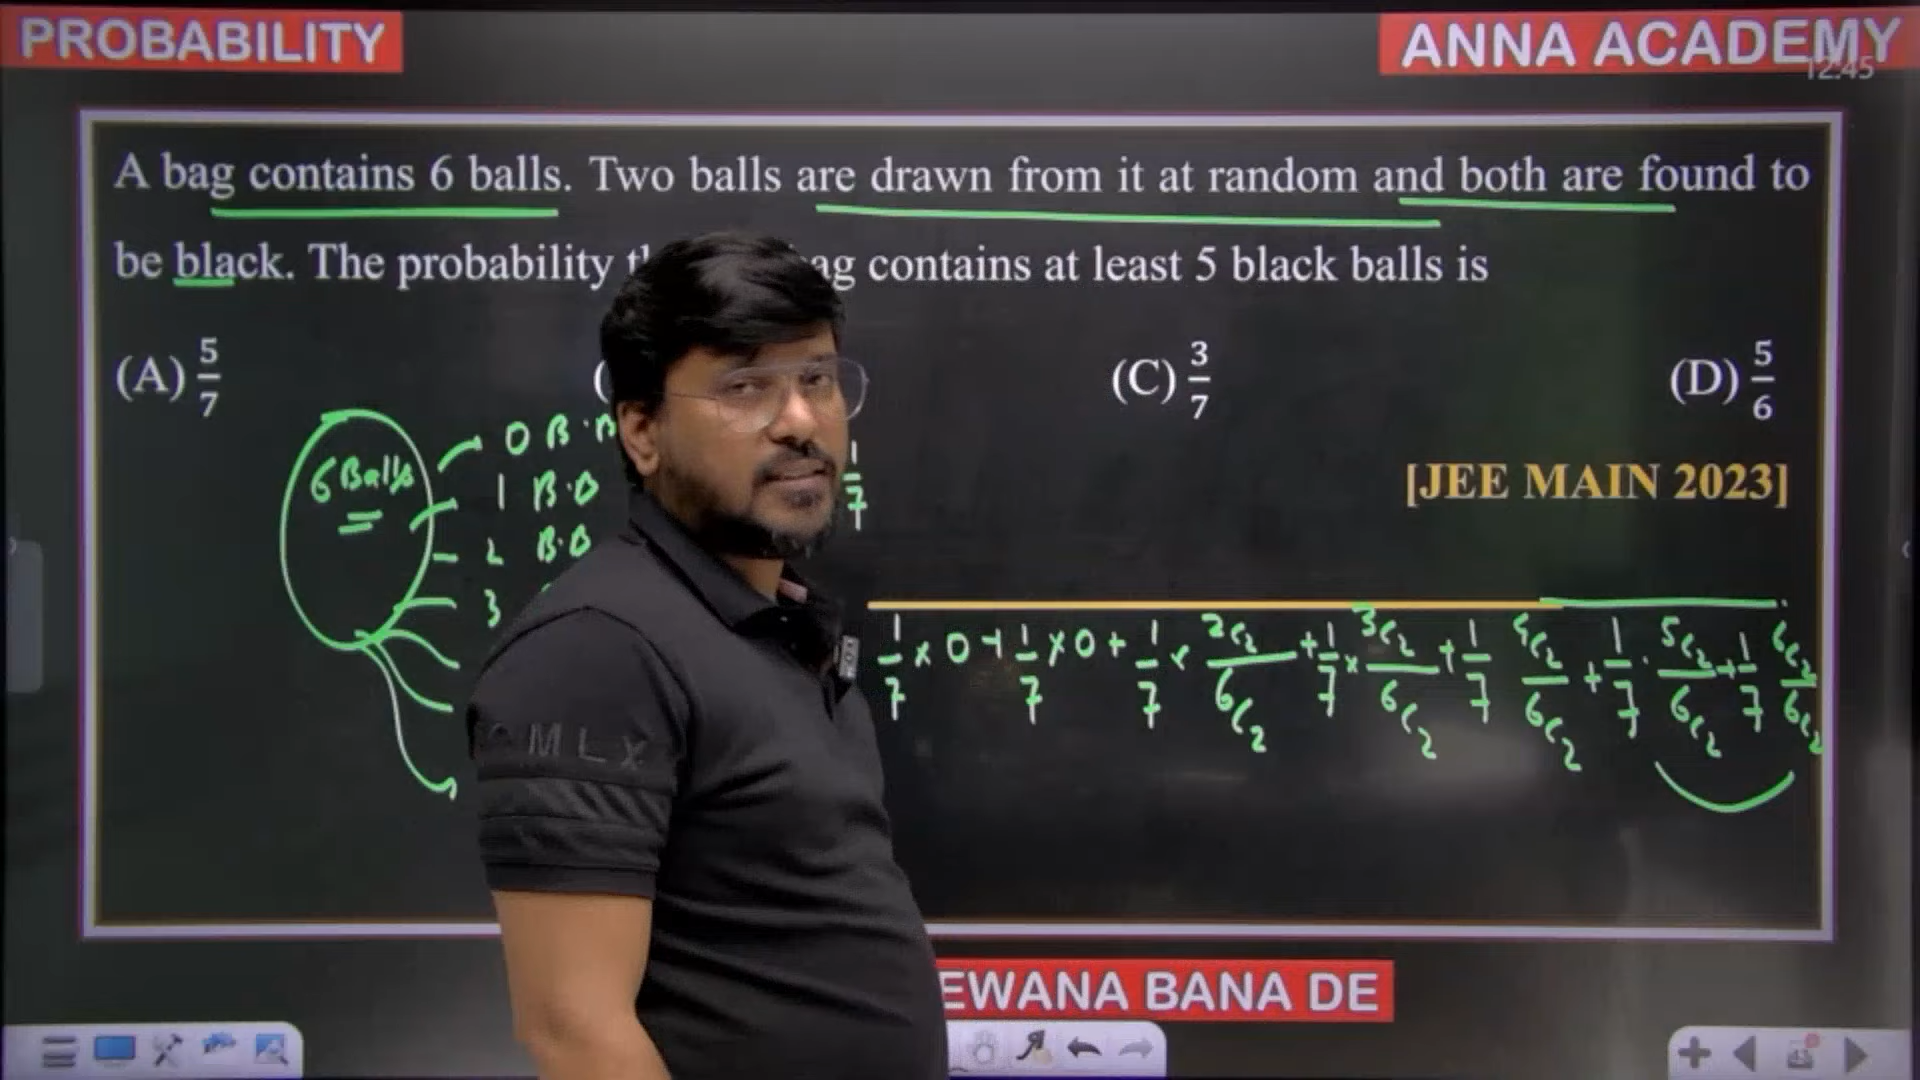 PROBABILITY
ANNA ACADEMY
12:45
A bag contains 6 balls. Two balls are drawn from it at random and both are found to
be black. The probability bag contains at least 5 black balls is
(A) 5/7
(C) 3/7
(D) 5/6
[JEE MAIN 2023]
6 Balls
0 B.B
1 B.B
2 B.B
3
1/7
1/7 × 0 + 1/7 × 0 + 1/7 × 2C2/6C2 + 1/7 × 3C2/6C2 + 1/7 4C2/6C2 + 1/7 . 5C2/6C2 + 1/7 6C2/6C2
MLX
EWANA BANA DE